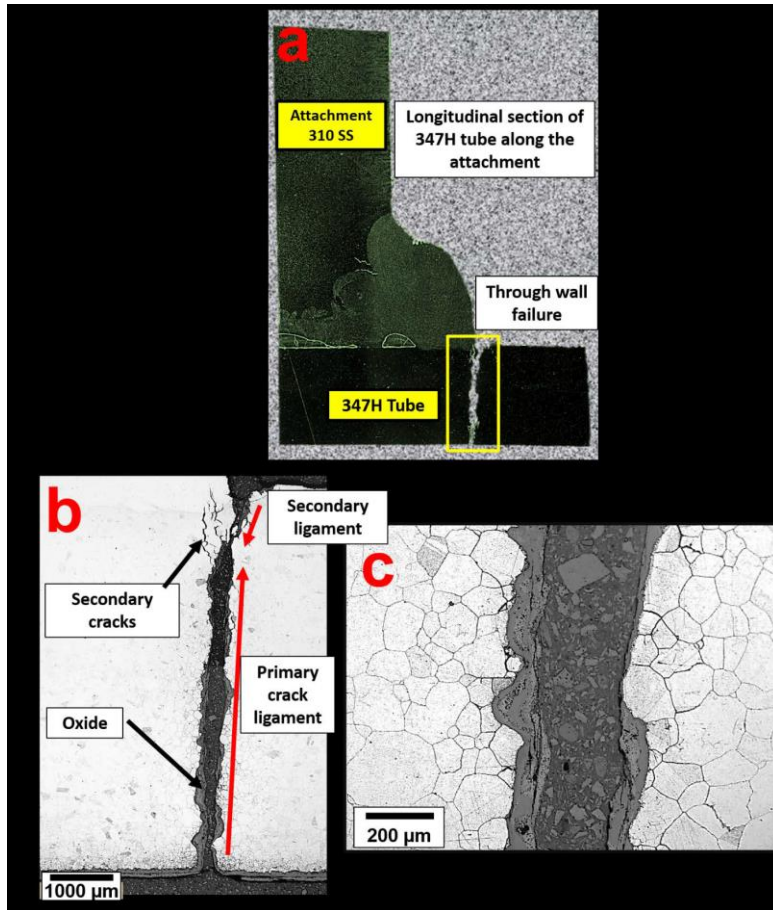 a
Attachment
310 SS
Longitudinal section of
347H tube along the
attachment
Through wall
failure
347H Tube
b
Secondary
ligament
Secondary
cracks
Primary
crack
ligament
Oxide
1000 µm
c
200 µm